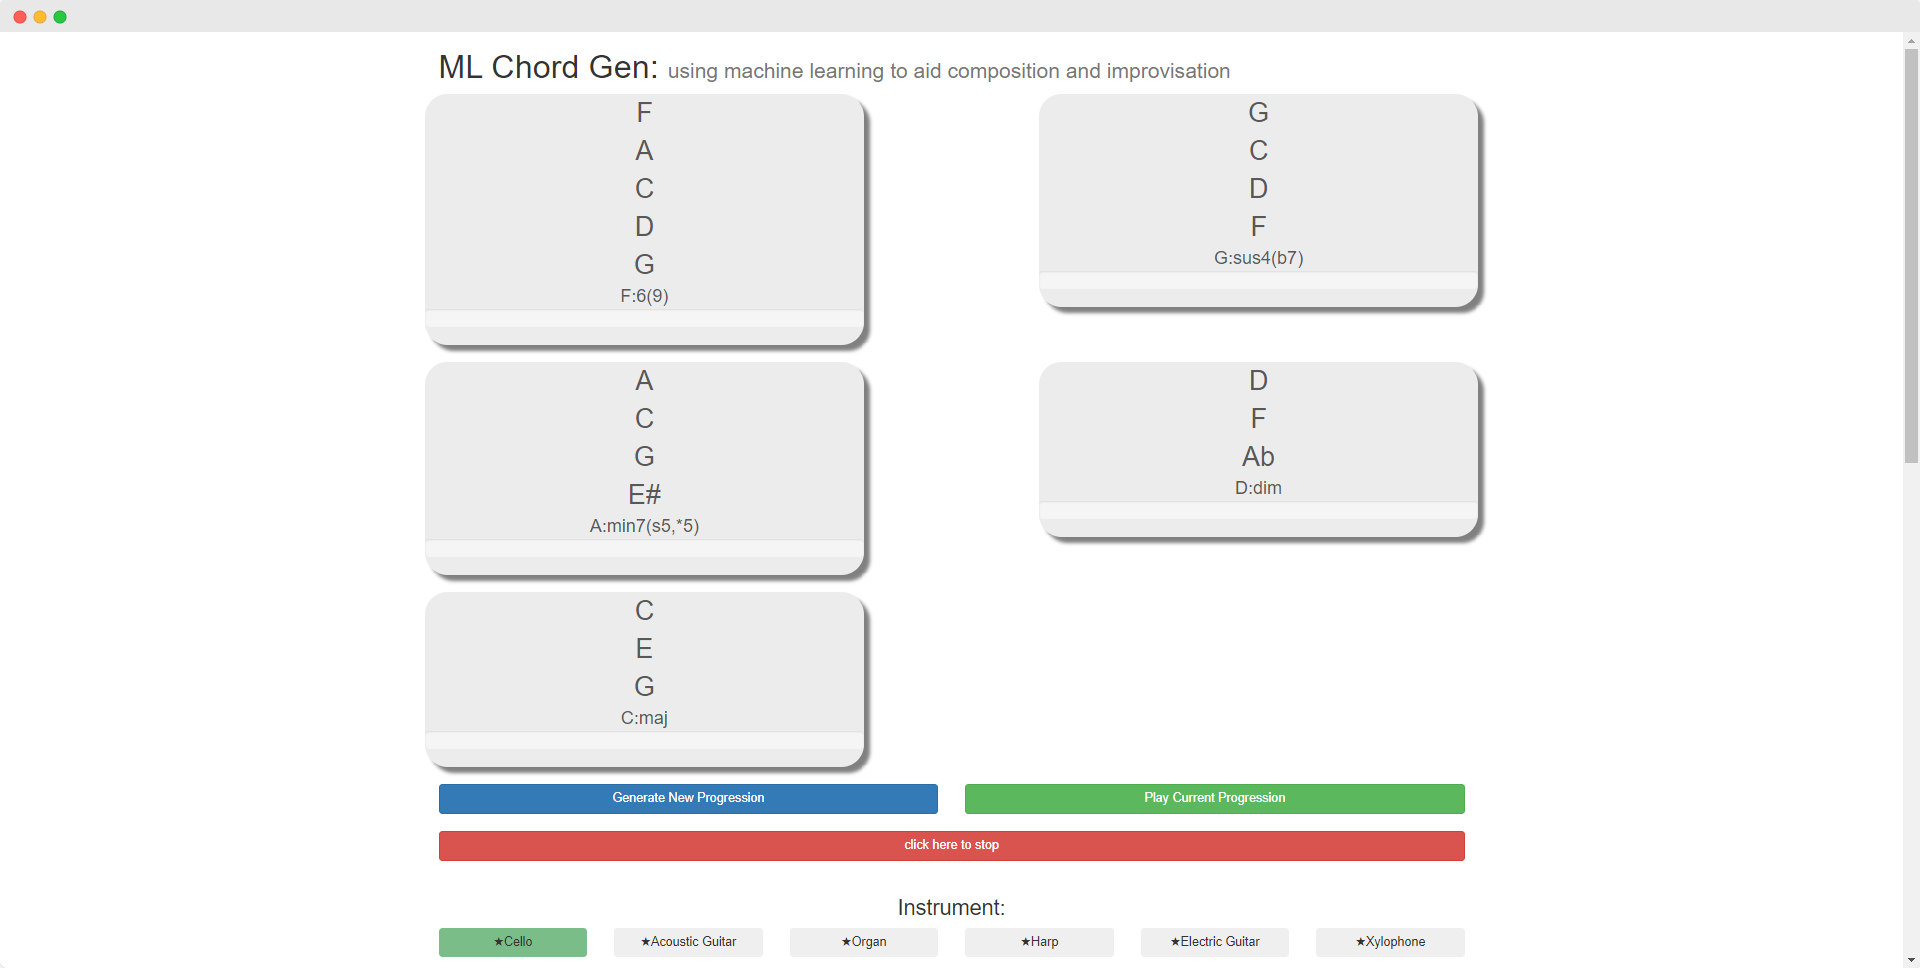 ML Chord Gen: using machine learning to aid composition and improvisation
F
A
C
D
G
F:6(9)
G
C
D
F
G:sus4(b7)
A
C
G
E#
A:min7(s5,*5)
D
F
Ab
D:dim
C
E
G
C:maj
Generate New Progression
Play Current Progression
click here to stop
Instrument:
★Cello
★Acoustic Guitar
★Organ
★Harp
★Electric Guitar
★Xylophone